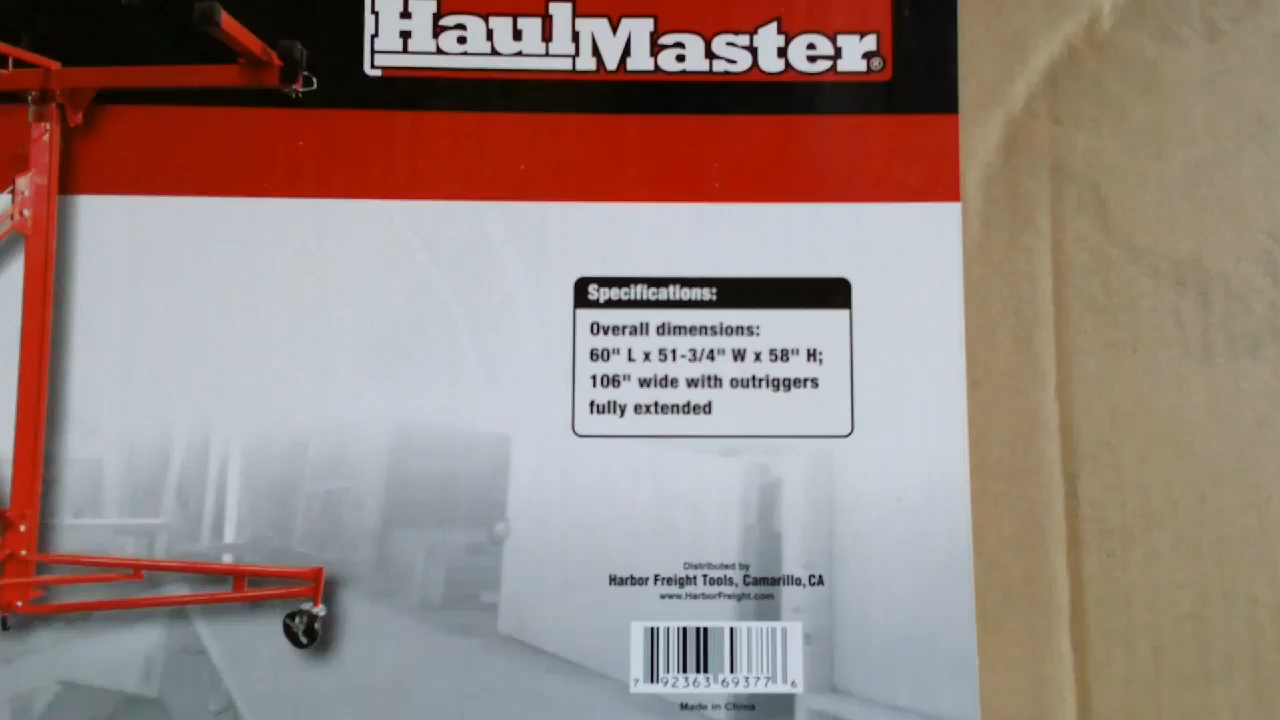 HaulMaster®
Specifications:
Overall dimensions:
60" L x 51-3/4" W x 58" H;
106" wide with outriggers
fully extended
Distributed by
Harbor Freight Tools, Camarillo, CA
www.HarborFreight.com
7 92363 69377 6
Made in China